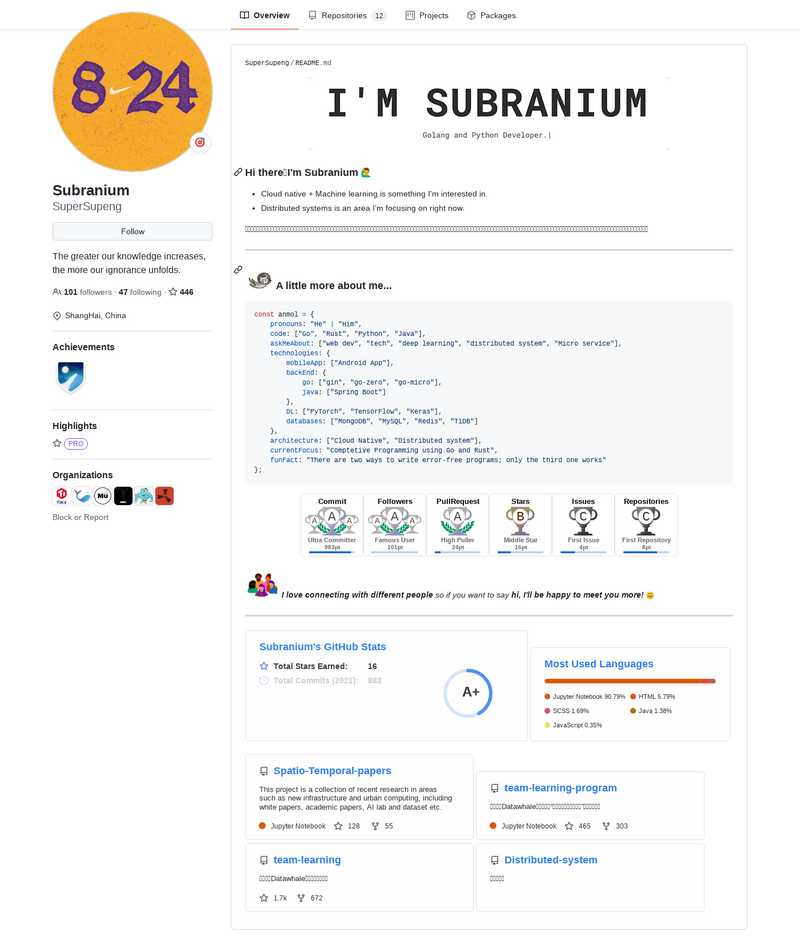 Overview
Repositories 12
Projects
Packages
8 24
Subranium
SuperSupeng
Follow
The greater our knowledge increases,
the more our ignorance unfolds.
101 followers · 47 following · 446
ShangHai, China
Achievements
Highlights
PRO
Organizations
Block or Report
SuperSupeng/README.md
I'M SUBRANIUM
Golang and Python Developer.|
Hi there I'm Subranium
Cloud native + Machine learning is something I'm interested in.
Distributed systems is an area I'm focusing on right now.
A little more about me...
const anmol = {
pronouns: "He" | "Him",
code: ["Go", "Rust", "Python", "Java"],
askMeAbout: ["web dev", "tech", "deep learning", "distributed system", "Micro service"],
technologies: {
mobileApp: ["Android App"],
backEnd: {
go: ["gin", "go-zero", "go-micro"],
java: ["Spring Boot"]
},
DL: ["PyTorch", "TensorFlow", "Keras"],
databases: ["MongoDB", "MySQL", "Redis", "TiDB"]
},
architecture: ["Cloud Native", "Distributed system"],
currentFocus: "Comptetive Programming using Go and Rust",
funFact: "There are two ways to write error-free programs; only the third one works"
};
Commit Followers PullRequest Stars Issues Repositories
A A A A A A A B C C
Ultra Committer Famous User High Puller Middle Star First Issue First Repository
983pt 101pt 24pt 16pt 4pt 8pt
I love connecting with different people so if you want to say hi, I'll be happy to meet you more!
Subranium's GitHub Stats
Total Stars Earned: 16
Total Commits (2021): 883
A+
Most Used Languages
Jupyter Notebook 90.79% HTML 5.79%
SCSS 1.69% Java 1.38%
JavaScript 0.35%
Spatio-Temporal-papers
This project is a collection of recent research in areas
such as new infrastructure and urban computing, including
white papers, academic papers, AI lab and dataset etc.
Jupyter Notebook 128 55
team-learning-program
Datawhale
Jupyter Notebook 465 303
team-learning
Datawhale
1.7k 672
Distributed-system